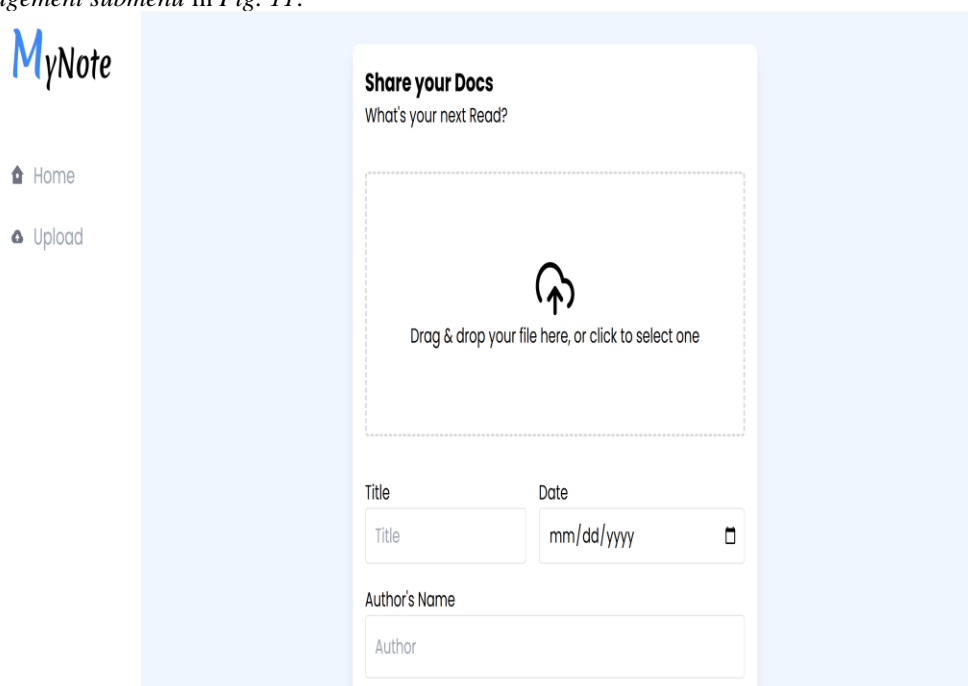 submenu in Fig. 11.
MyNote
Home
Upload
Share your Docs
What's your next Read?
Drag & drop your file here, or click to select one
Title
Date
Title
mm/dd/yyyy
Author's Name
Author